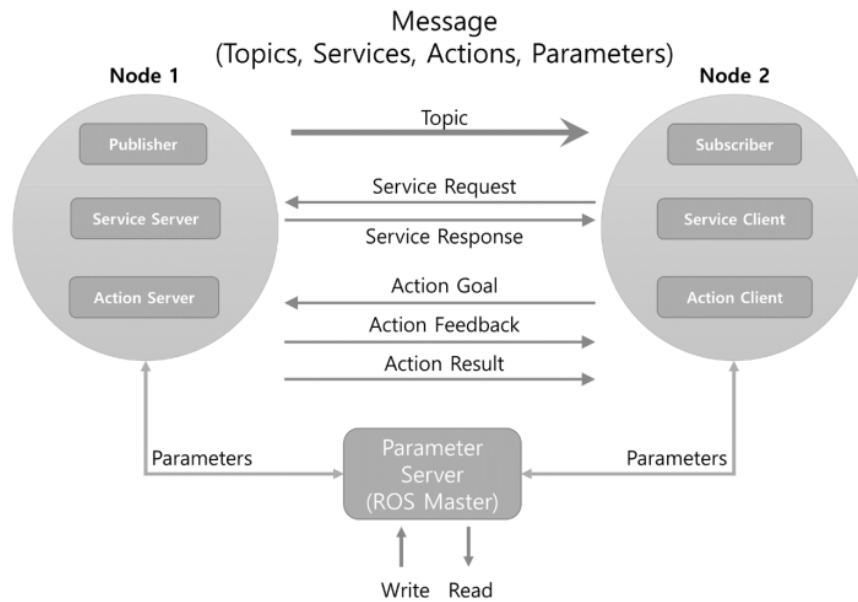 Message
(Topics, Services, Actions, Parameters)
Node 1
Node 2
Publisher
Topic
Subscriber
Service Request
Service Server
Service Client
Service Response
Action Goal
Action Server
Action Client
Action Feedback
Action Result
Parameters
Parameter
Server
(ROS Master)
Parameters
Write
Read